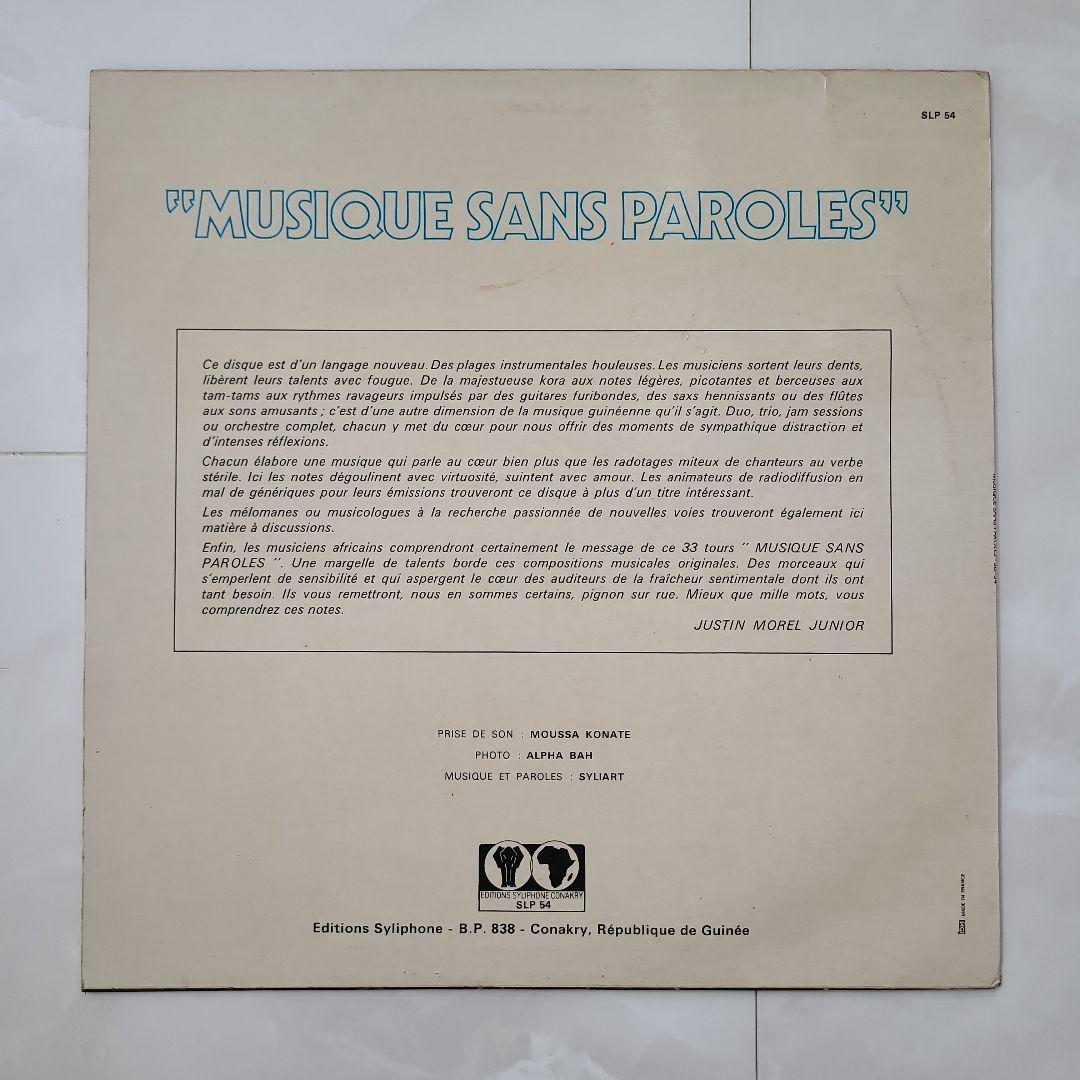 SLP 54
"MUSIQUE SANS PAROLES"
Ce disque est d'un langage nouveau. Des plages instrumentales houleuses. Les musiciens sortent leurs dents,
libèrent leurs talents avec fougue. De la majestueuse kora aux notes légères, picotantes et berceuses aux
tam-tams aux rythmes ravageurs impulsés par des guitares furibondes, des saxs hennissants ou des flûtes
aux sons amusants ; c'est d'une autre dimension de la musique guinéenne qu'il s'agit. Duo, trio, jam sessions
ou orchestre complet, chacun y met du cœur pour nous offrir des moments de sympathique distraction et
d'intenses réflexions.
Chacun élabore une musique qui parle au cœur bien plus que les radotages miteux de chanteurs au verbe
stérile. Ici les notes dégoulinent avec virtuosité, suintent avec amour. Les animateurs de radiodiffusion en
mal de génériques pour leurs émissions trouveront ce disque à plus d'un titre intéressant.
Les mélomanes ou musicologues à la recherche passionnée de nouvelles voies trouveront également ici
matière à discussions.
Enfin, les musiciens africains comprendront certainement le message de ce 33 tours " MUSIQUE SANS
PAROLES ". Une margelle de talents borde ces compositions musicales originales. Des morceaux qui
s'emperlent de sensibilité et qui aspergent le cœur des auditeurs de la fraîcheur sentimentale dont ils ont
tant besoin. Ils vous remettront, nous en sommes certains, pignon sur rue. Mieux que mille mots, vous
comprendrez ces notes.
JUSTIN MOREL JUNIOR
PRISE DE SON : MOUSSA KONATE
PHOTO : ALPHA BAH
MUSIQUE ET PAROLES : SYLIART
EDITIONS SYLIPHONE CONAKRY
SLP 54
Editions Syliphone - B.P. 838 - Conakry, République de Guinée
MADE IN FRANCE